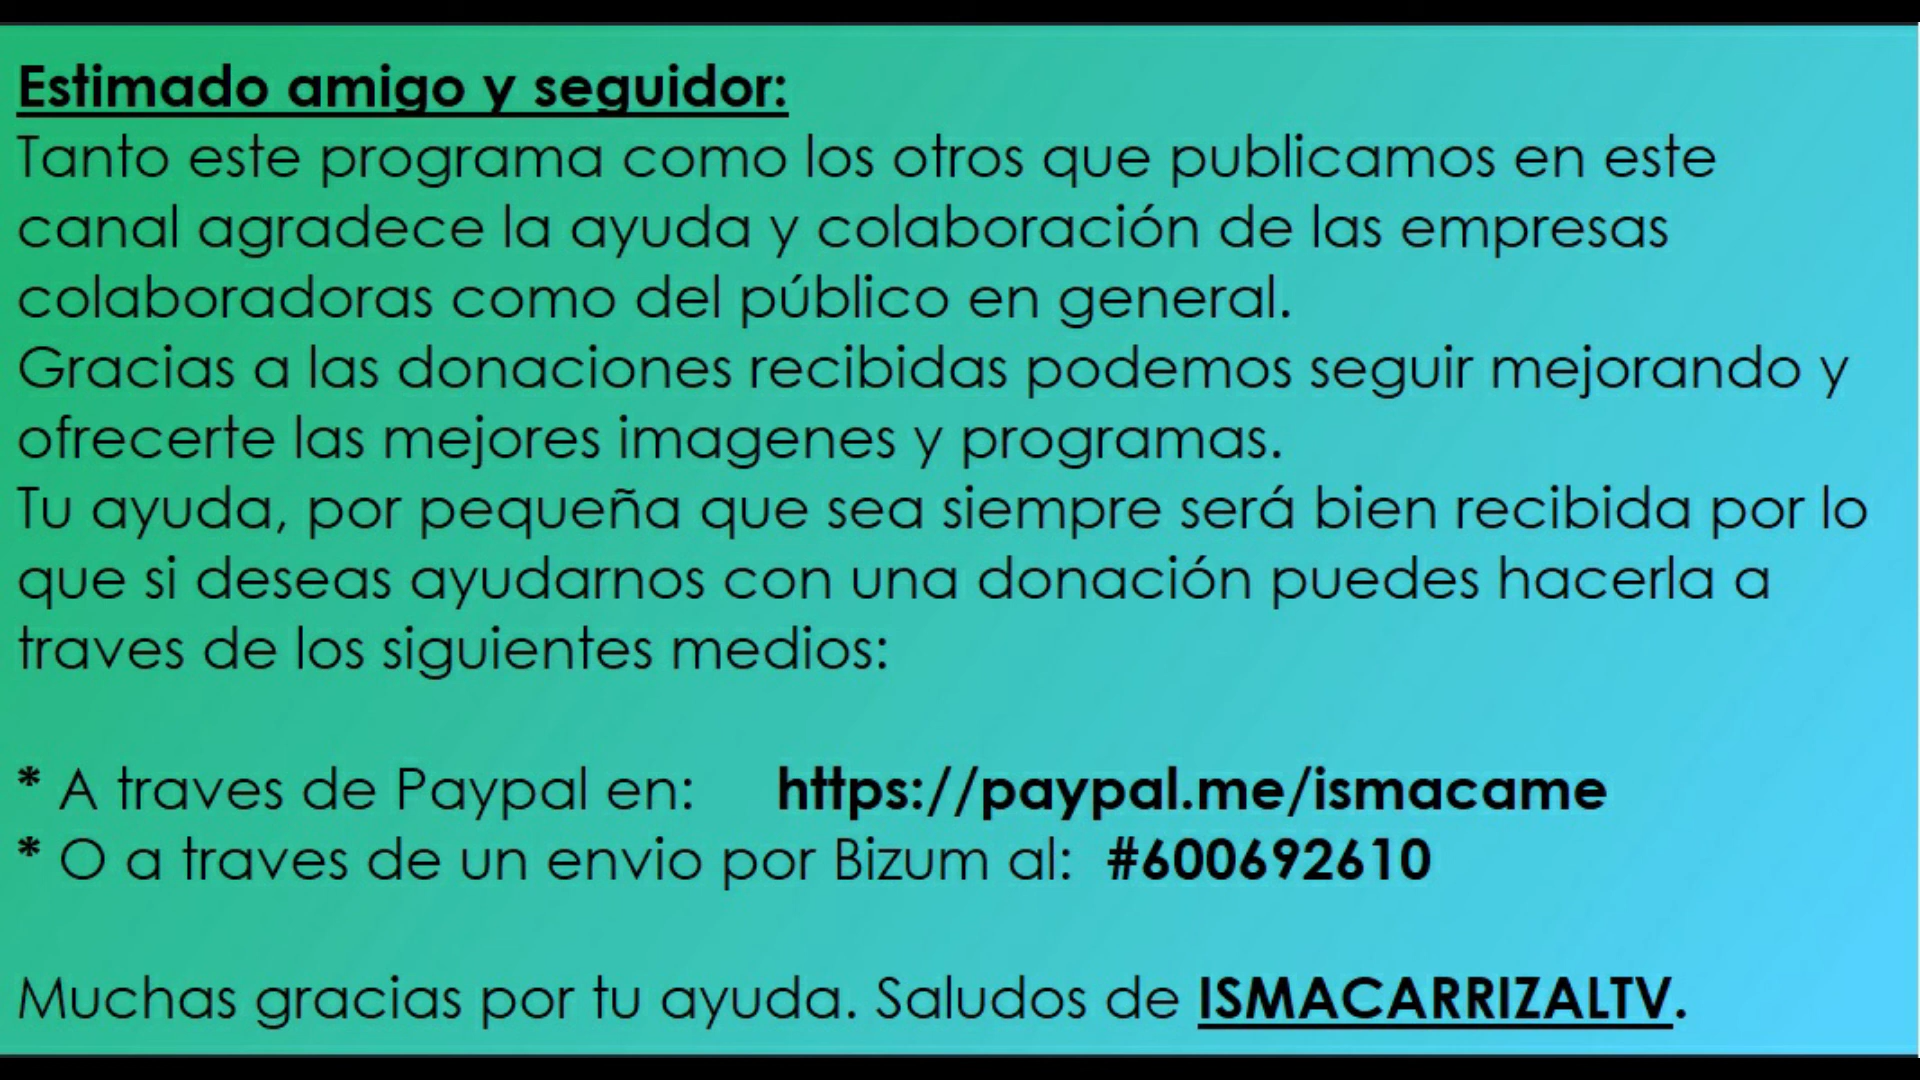 Estimado amigo y seguidor:
Tanto este programa como los otros que publicamos en este
canal agradece la ayuda y colaboración de las empresas
colaboradoras como del público en general.
Gracias a las donaciones recibidas podemos seguir mejorando y
ofrecerte las mejores imagenes y programas.
Tu ayuda, por pequeña que sea siempre será bien recibida por lo
que si deseas ayudarnos con una donación puedes hacerla a
traves de los siguientes medios:
* A traves de Paypal en: https://paypal.me/ismacame
* O a traves de un envio por Bizum al: #600692610
Muchas gracias por tu ayuda. Saludos de ISMACARRIZALTV.